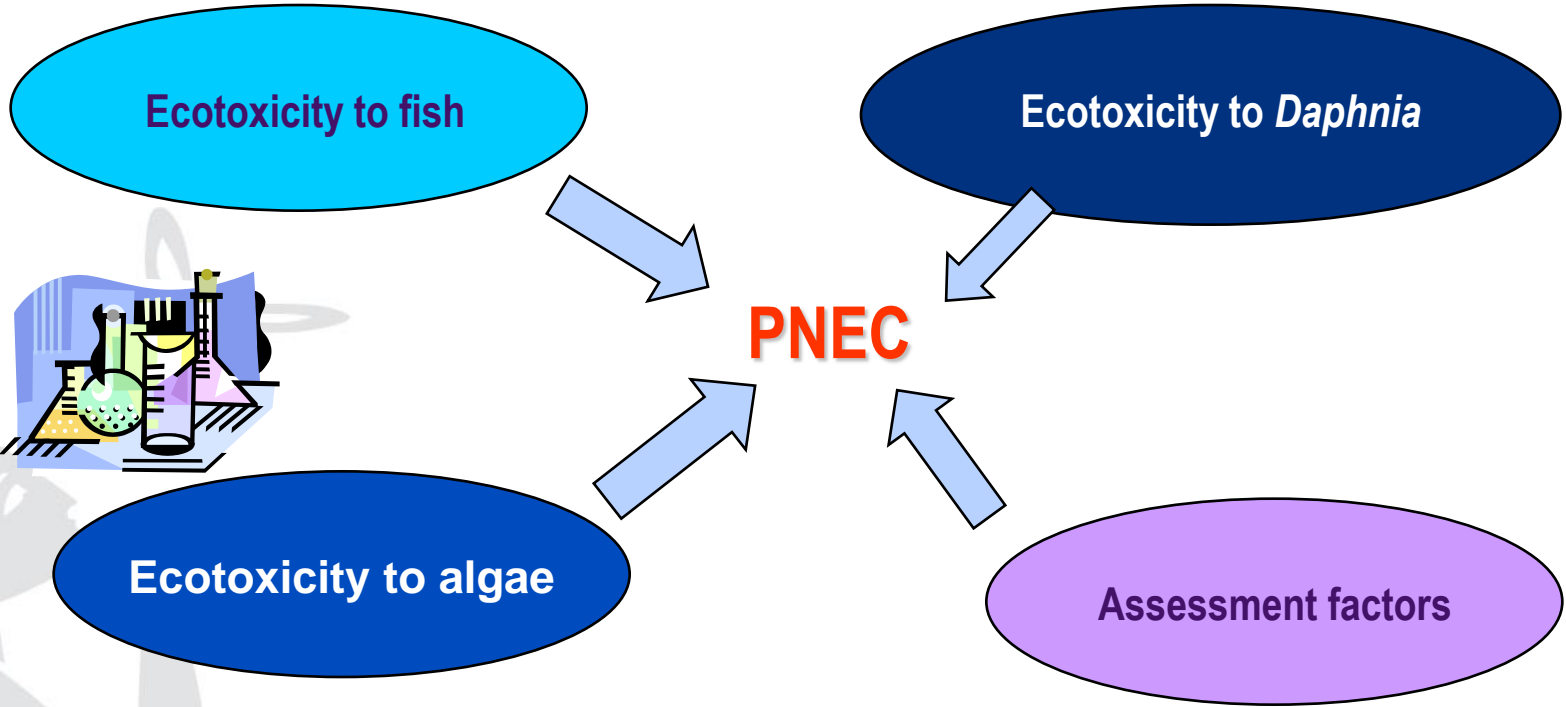 Ecotoxicity to fish
Ecotoxicity to Daphnia
PNEC
Ecotoxicity to algae
Assessment factors